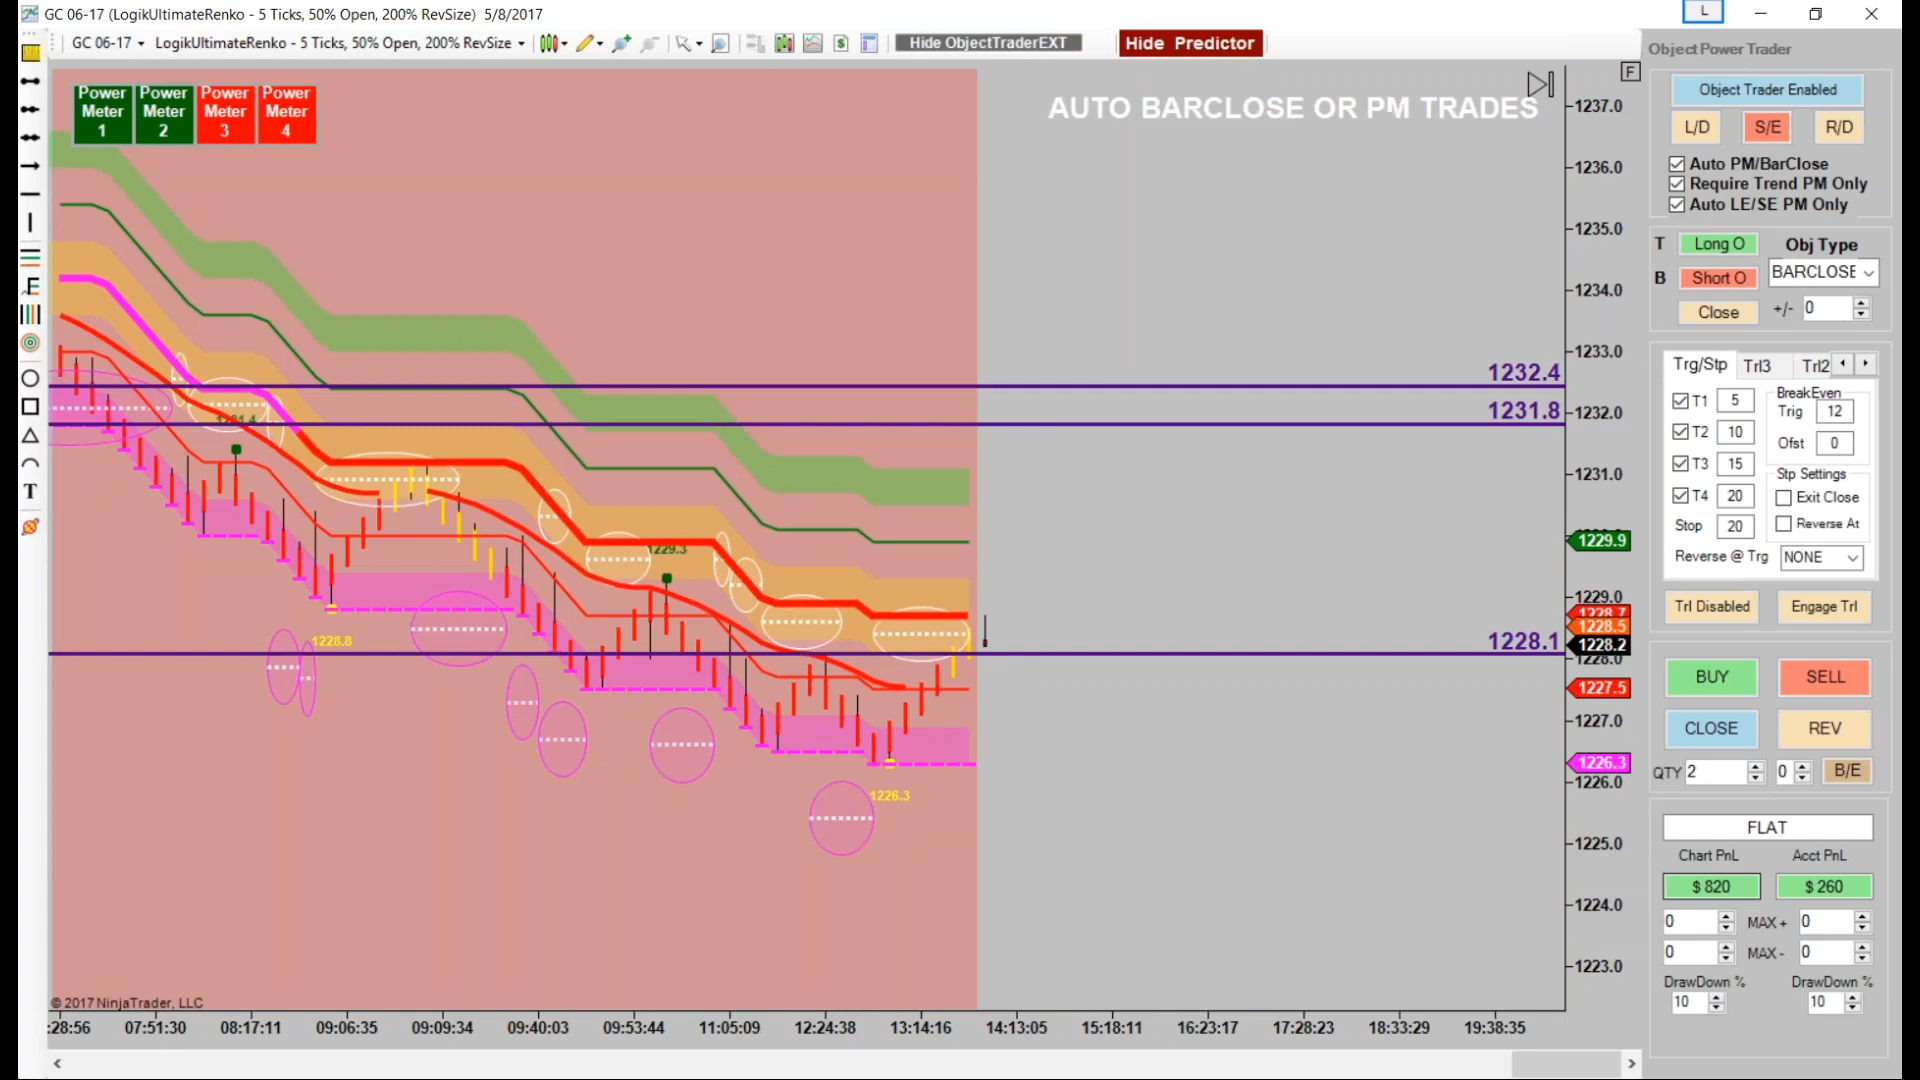 GC 06-17 (LogikUltimateRenko - 5 Ticks, 50% Open, 200% RevSize)  5/8/2017
L
GC 06-17
LogikUltimateRenko - 5 Ticks, 50% Open, 200% RevSize
Hide ObjectTraderEXT
Hide Predictor
Object Power Trader
F
Power Meter 1
Power Meter 2
Power Meter 3
Power Meter 4
AUTO BARCLOSE OR PM TRADES
1232.4
1231.8
1228.1
1229.3
1228.8
1226.3
1237.0
1236.0
1235.0
1234.0
1233.0
1232.0
1231.0
1229.9
1229.0
1228.7
1228.5
1228.2
1228.0
1227.5
1227.0
1226.3
1226.0
1225.0
1224.0
1223.0
© 2017 NinjaTrader, LLC
:28:56
07:51:30
08:17:11
09:06:35
09:09:34
09:40:03
09:53:44
11:05:09
12:24:38
13:14:16
14:13:05
15:18:11
16:23:17
17:28:23
18:33:29
19:38:35
T
Object Trader Enabled
L/D
S/E
R/D
Auto PM/BarClose
Require Trend PM Only
Auto LE/SE PM Only
T Long O Obj Type
B Short O BARCLOSE
Close +/- 0
Trg/Stp Trl3 Trl2
T1 5
T2 10
T3 15
T4 20
Stop 20
BreakEven
Trig 12
Ofst 0
Stp Settings
Exit Close
Reverse At
Reverse @ Trg NONE
Trl Disabled
Engage Trl
BUY
SELL
CLOSE
REV
QTY 2 0 B/E
FLAT
Chart PnL Acct PnL
$ 820 $ 260
0 MAX + 0
0 MAX - 0
DrawDown % DrawDown %
10 10